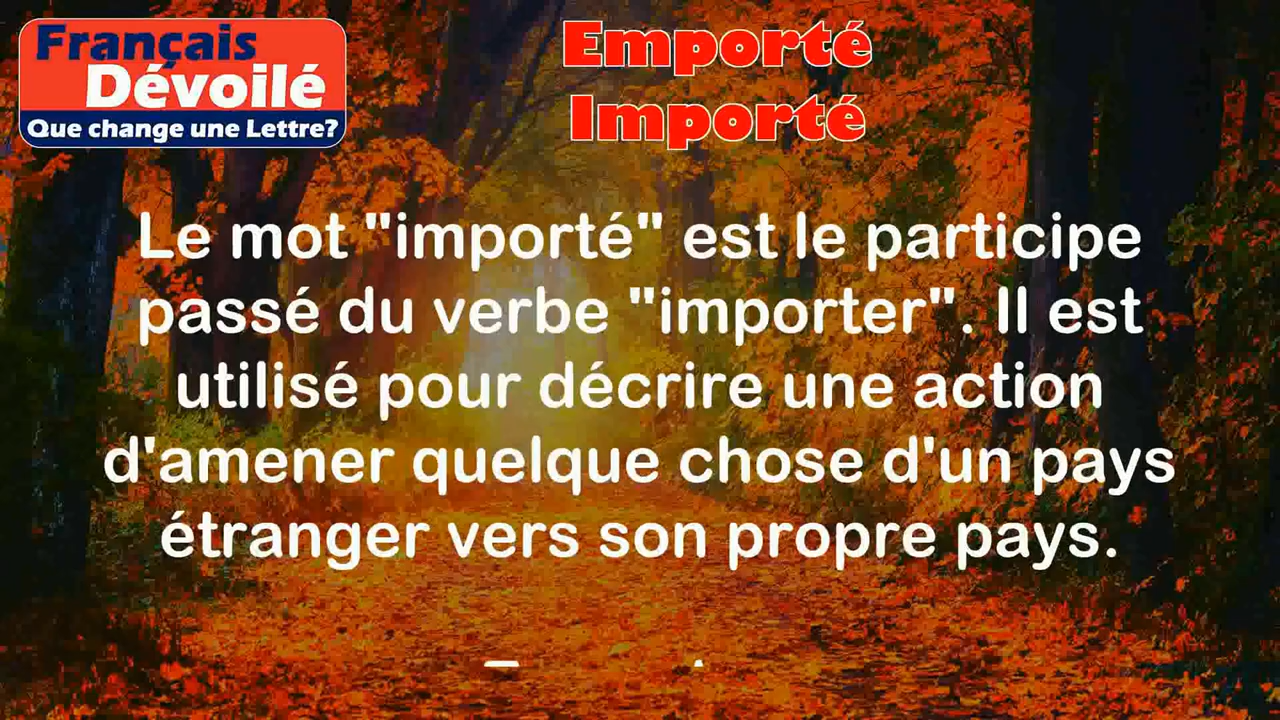 Français
Dévoilé
Que change une Lettre?
Emporté
Importé
Le mot "importé" est le participe
passé du verbe "importer". Il est
utilisé pour décrire une action
d'amener quelque chose d'un pays
étranger vers son propre pays.